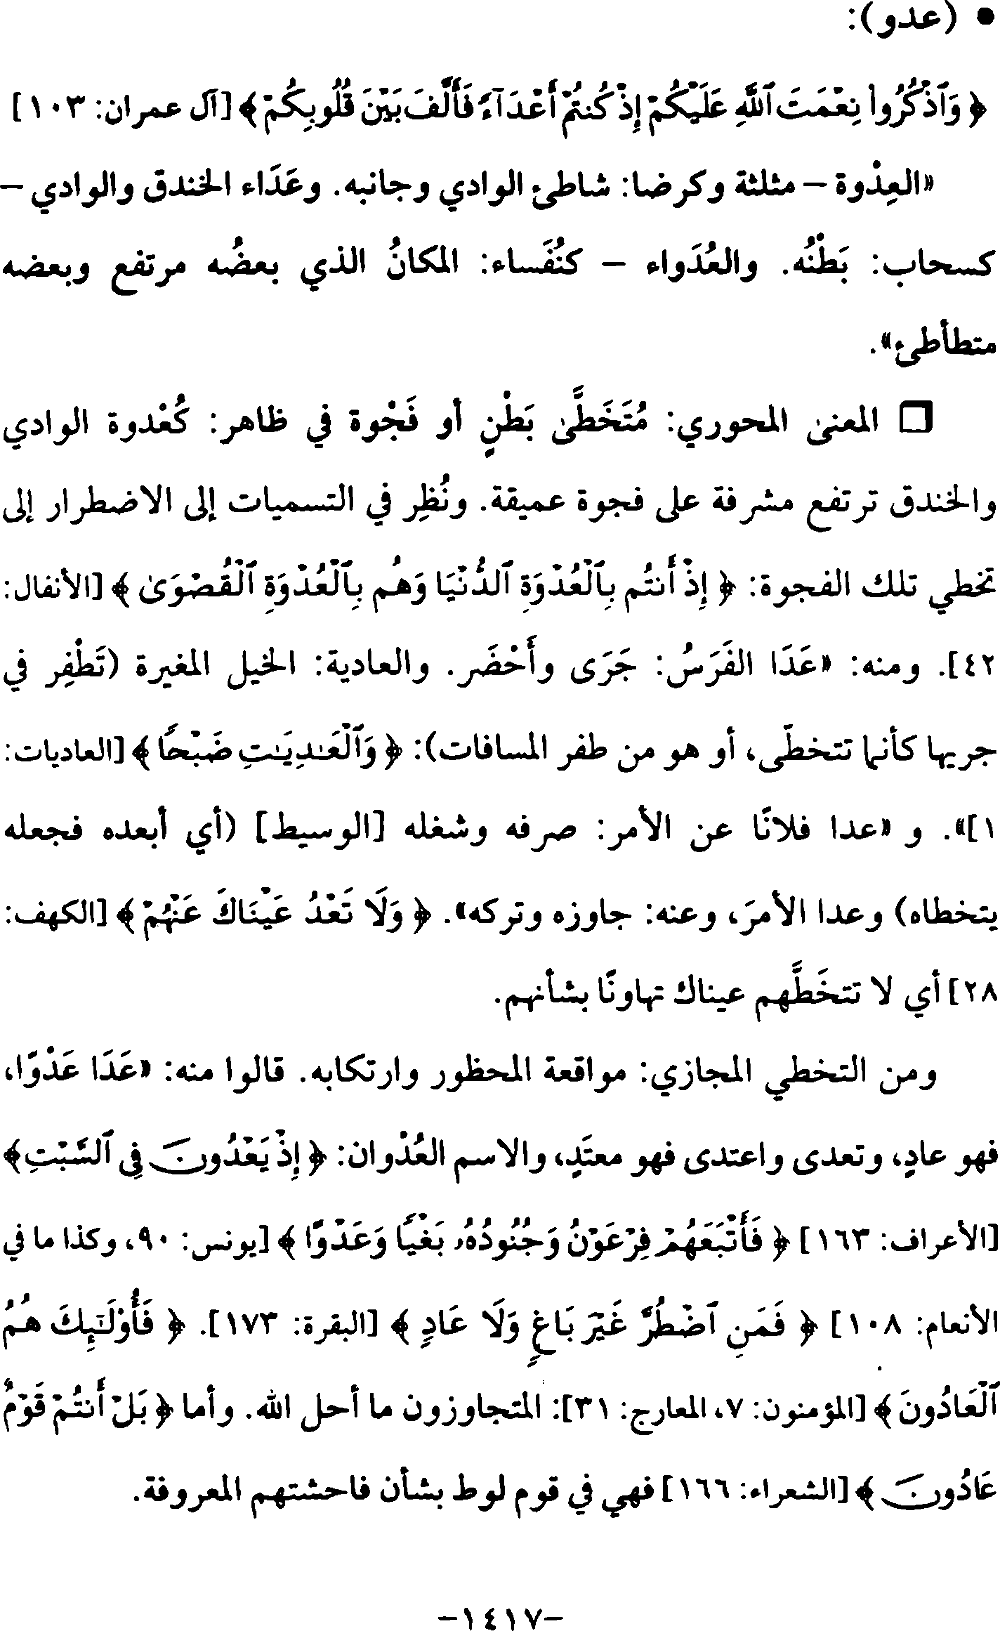 • (عدو):
﴿ وَٱذْكُرُوا۟ نِعْمَتَ ٱللَّهِ عَلَيْكُمْ إِذْ كُنتُمْ أَعْدَآءً فَأَلَّفَ بَيْنَ قُلُوبِكُمْ ﴾ [آل عمران: ١٠٣]
«العِذْوة – مثلثة وكرضا: شاطئ الوادي وجانبه. وعَدَاء الخندق والوادي –
كسحاب: بَطْنُه. والعُدَواء – كنُفَساء: المكانُ الذي بعضُه مرتفع وبعضه
متطأطئ».
❒ المعنى المحوري: مُتَخَطَّى بَطْنٍ أو فَجْوة في ظاهر: كُعْدوة الوادي
والخندق ترتفع مشرفة على فجوة عميقة. ونُظِر في التسميات إلى الاضطرار إلى
تخطي تلك الفجوة: ﴿ إِذْ أَنتُم بِٱلْعُدْوَةِ ٱلدُّنْيَا وَهُم بِٱلْعُدْوَةِ ٱلْقُصْوَىٰ ﴾ [الأنفال:
٤٢]. ومنه: «عَدَا الفَرَسُ: جَرَى وأَحْضَر. والعادية: الخيل المغيرة (تَطْفِر في
جريها كأنما تتخطّى، أو هو من طفر المسافات): ﴿ وَٱلْعَـٰدِيَـٰتِ ضَبْحًا ﴾ [العاديات:
١]». و «عدا فلانًا عن الأمر: صرفه وشغله [الوسيط] (أي أبعده فجعله
يتخطاه) وعدا الأمرَ، وعنه: جاوزه وتركه». ﴿ وَلَا تَعْدُ عَيْنَاكَ عَنْهُمْ ﴾ [الكهف:
٢٨] أي لا تتخَطَّهم عيناك تهاونًا بشأنهم.
ومن التخطي المجازي: مواقعة المحظور وارتكابه. قالوا منه: «عَدَا عَدْوًا،
فهو عادٍ، وتعدى واعتدى فهو معتَدٍ، والاسم العُدْوان: ﴿ إِذْ يَعْدُونَ فِى ٱلسَّبْتِ ﴾
[الأعراف: ١٦٣] ﴿ فَأَتْبَعَهُمْ فِرْعَوْنُ وَجُنُودُهُۥ بَغْيًا وَعَدْوًا ﴾ [يونس: ٩٠، وكذا ما في
الأنعام: ١٠٨] ﴿ فَمَنِ ٱضْطُرَّ غَيْرَ بَاغٍ وَلَا عَادٍ ﴾ [البقرة: ١٧٣]. ﴿ فَأُو۟لَـٰٓئِكَ هُمُ
ٱلْعَادُونَ ﴾ [المؤمنون: ٧، المعارج: ٣١]: المتجاوزون ما أحل الله. وأما ﴿ بَلْ أَنتُمْ قَوْمٌ
عَادُونَ ﴾ [الشعراء: ١٦٦] فهي في قوم لوط بشأن فاحشتهم المعروفة.
-١٤١٧-